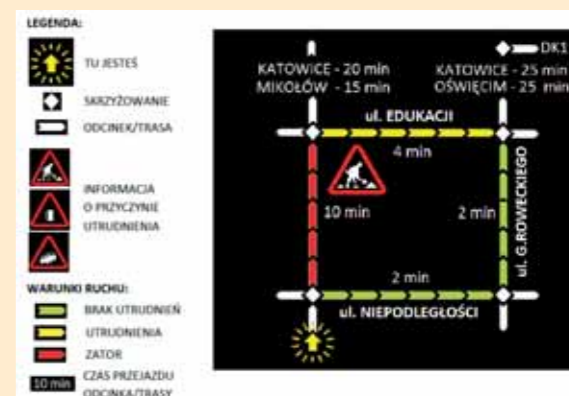 LEGENDA:
TU JESTEŚ
SKRZYŻOWANIE
ODCINEK/TRASA
INFORMACJA
O PRZYCZYNIE
UTRUDNIENIA
WARUNKI RUCHU:
BRAK UTRUDNIEŃ
UTRUDNIENIA
ZATOR
10 min
CZAS PRZEJAZDU
ODCINKA/TRASY
DK1
KATOWICE - 20 min
MIKOŁÓW - 15 min
KATOWICE - 25 min
OŚWIĘCIM - 25 min
ul. EDUKACJI
4 min
10 min
2 min
ul. G.ROWECKIEGO
2 min
ul. NIEPODLEGŁOŚCI